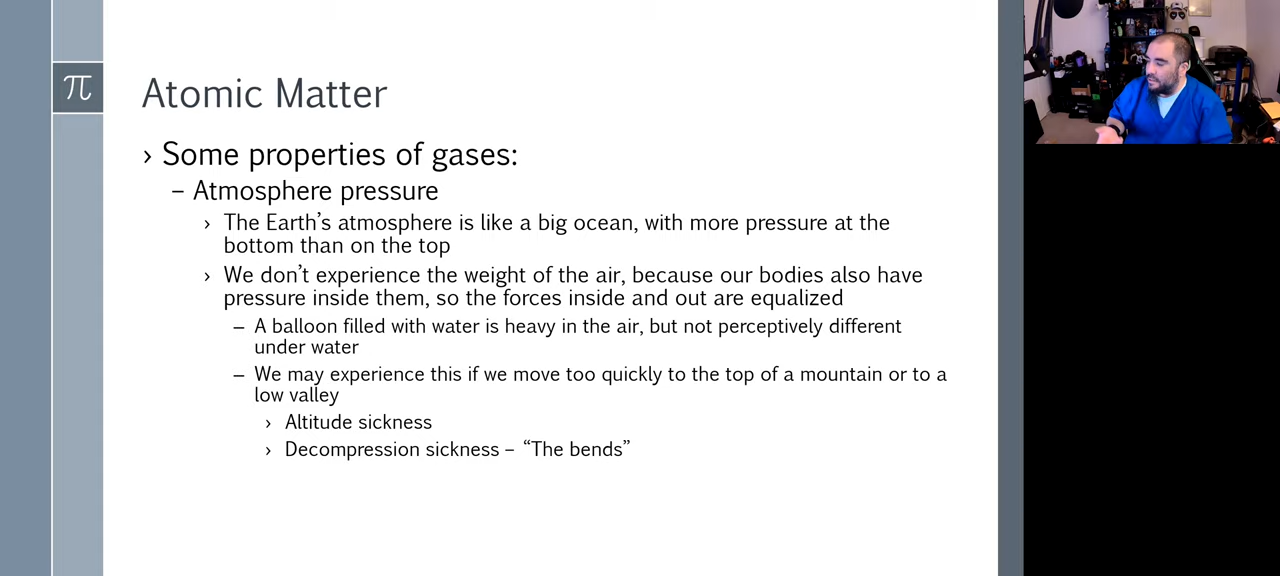 π
Atomic Matter
› Some properties of gases:
– Atmosphere pressure
› The Earth’s atmosphere is like a big ocean, with more pressure at the
bottom than on the top
› We don’t experience the weight of the air, because our bodies also have
pressure inside them, so the forces inside and out are equalized
– A balloon filled with water is heavy in the air, but not perceptively different
under water
– We may experience this if we move too quickly to the top of a mountain or to a
low valley
› Altitude sickness
› Decompression sickness – “The bends”